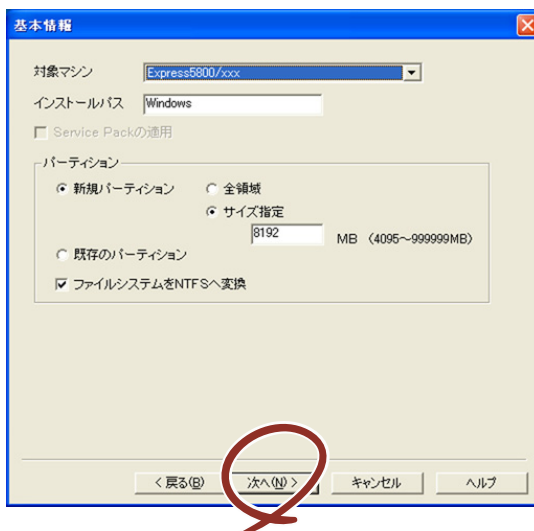 基本情報
対象マシン Express5800/xxx
インストールパス Windows
Service Packの適用
パーティション
新規パーティション 全領域
サイズ指定
8192 MB (4095～999999MB)
既存のパーティション
ファイルシステムをNTFSへ変換
< 戻る(B) 次へ(N) > キャンセル ヘルプ